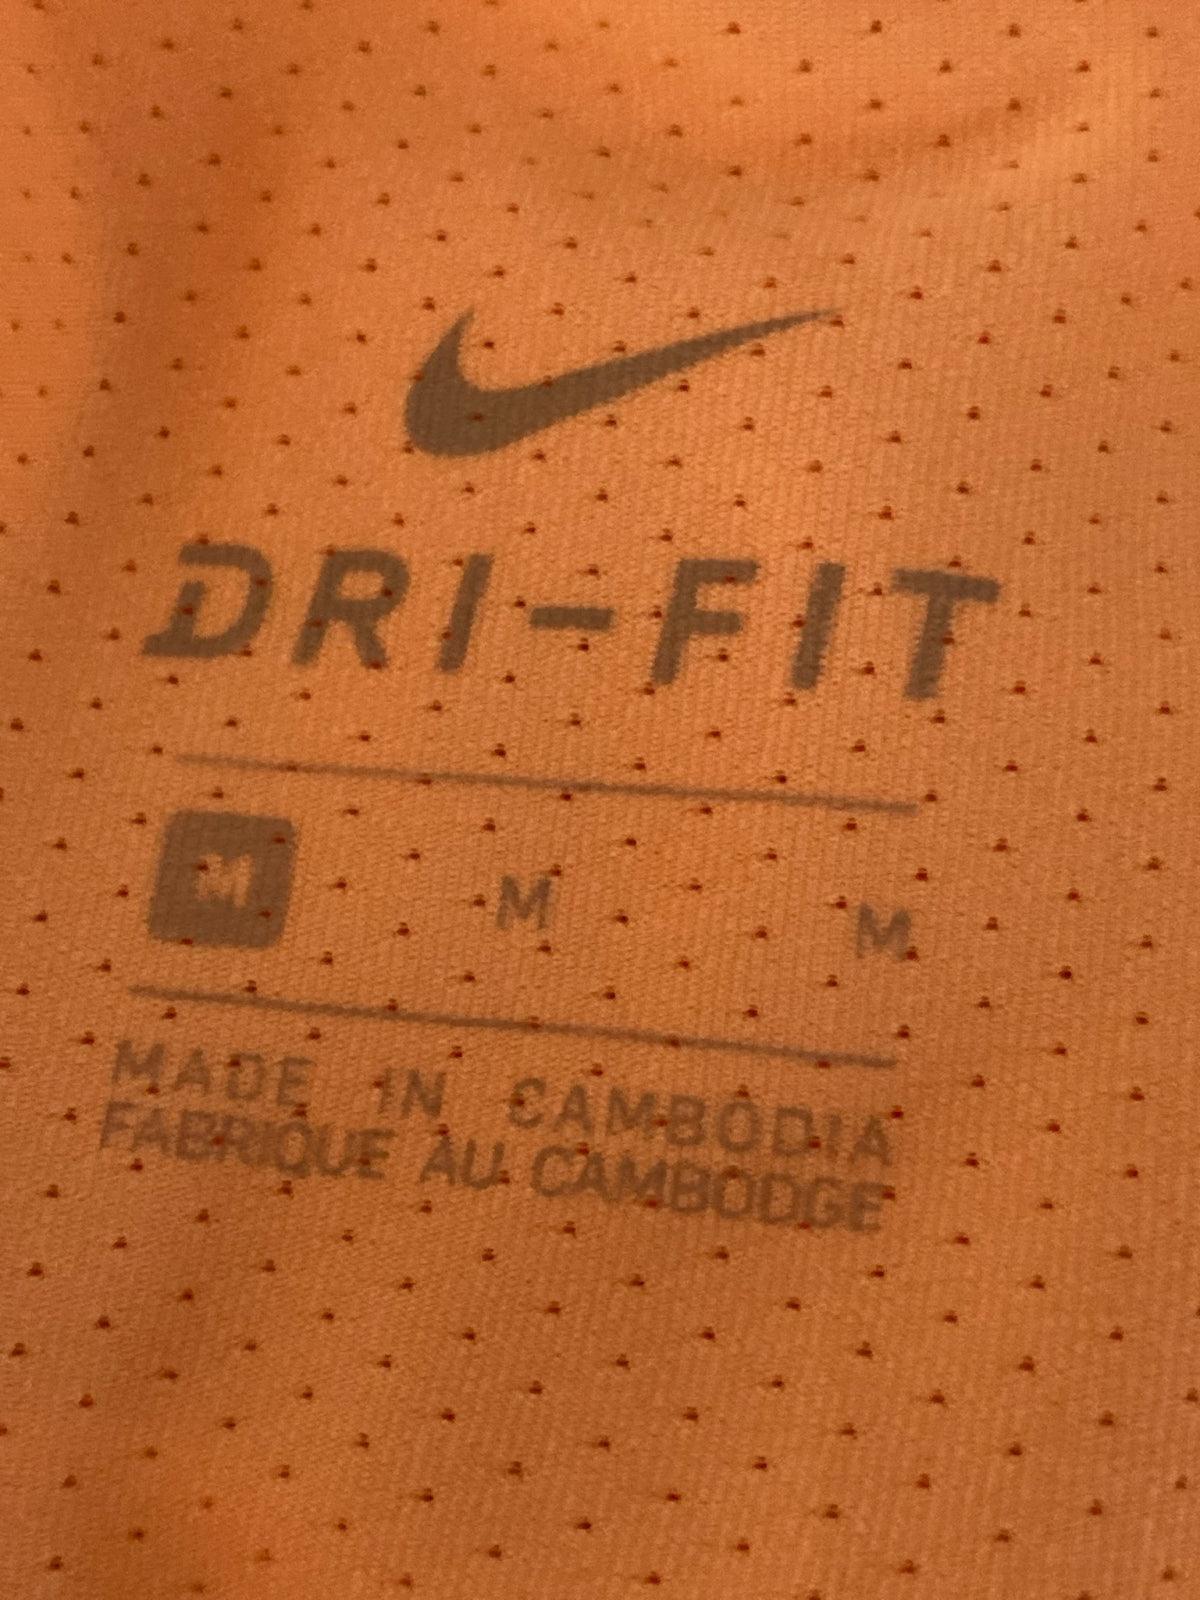 DRI-FIT
M M M
MADE IN CAMBODIA
FABRIQUE AU CAMBODGE